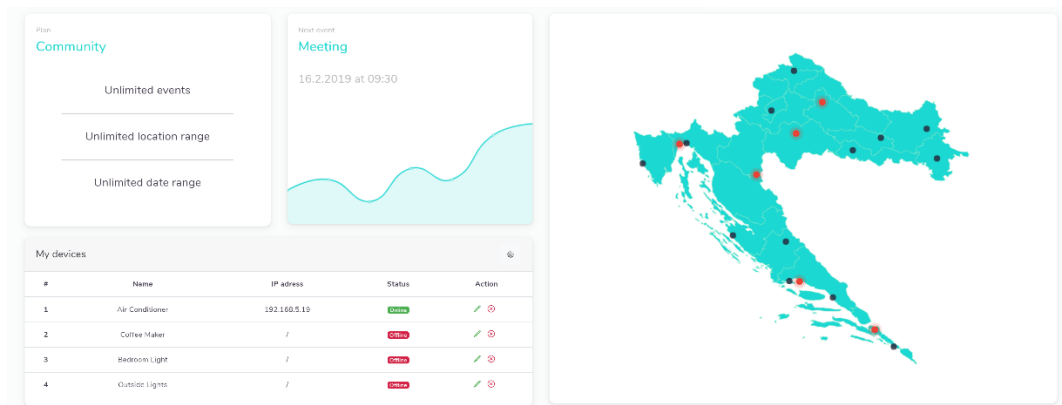 Plan
Community
Unlimited events
Unlimited location range
Unlimited date range
Next event
Meeting
16.2.2019 at 09:30
My devices
# Name IP adress Status Action
1 Air Conditioner 192.168.5.19 Online
2 Coffee Maker / Offline
3 Bedroom Light / Offline
4 Outside Lights / Offline